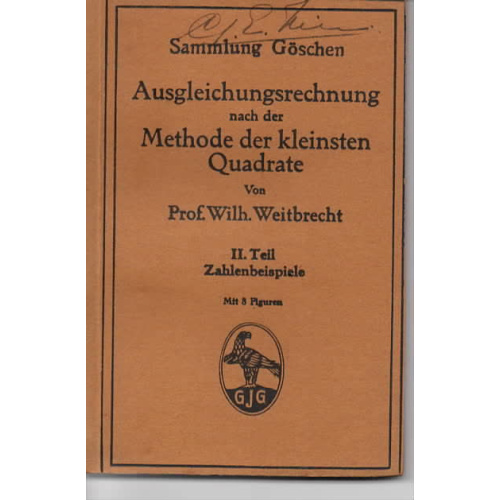 Sammlung Göschen
Ausgleichungsrechnung
nach der
Methode der kleinsten
Quadrate
Von
Prof. Wilh. Weitbrecht
II. Teil
Zahlenbeispiele
Mit 8 Figuren
GJG